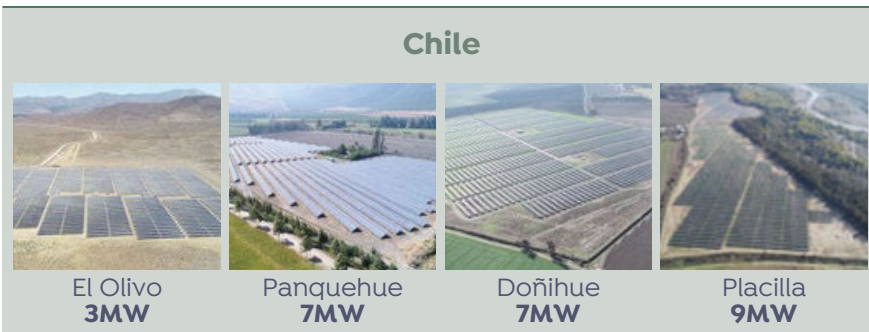 Chile
El Olivo
3MW
Panquehue
7MW
Doñihue
7MW
Placilla
9MW